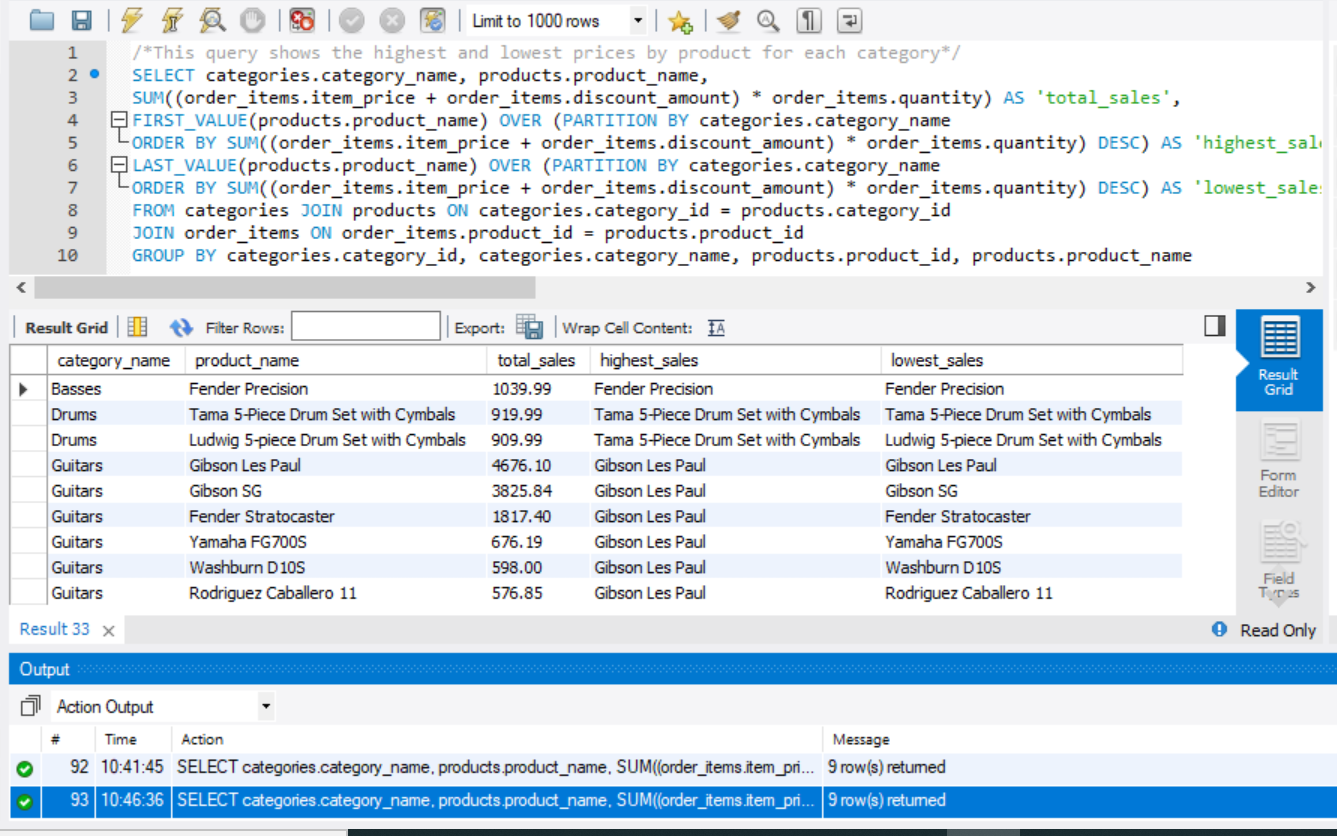 Limit to 1000 rows
1 /*This query shows the highest and lowest prices by product for each category*/
2 SELECT categories.category_name, products.product_name,
3 SUM((order_items.item_price + order_items.discount_amount) * order_items.quantity) AS 'total_sales',
4 FIRST_VALUE(products.product_name) OVER (PARTITION BY categories.category_name
5 ORDER BY SUM((order_items.item_price + order_items.discount_amount) * order_items.quantity) DESC) AS 'highest_sal
6 LAST_VALUE(products.product_name) OVER (PARTITION BY categories.category_name
7 ORDER BY SUM((order_items.item_price + order_items.discount_amount) * order_items.quantity) DESC) AS 'lowest_sales
8 FROM categories JOIN products ON categories.category_id = products.category_id
9 JOIN order_items ON order_items.product_id = products.product_id
10 GROUP BY categories.category_id, categories.category_name, products.product_id, products.product_name
Result Grid Filter Rows: Export: Wrap Cell Content: IA
category_name product_name total_sales highest_sales lowest_sales
Basses Fender Precision 1039.99 Fender Precision Fender Precision
Drums Tama 5-Piece Drum Set with Cymbals 919.99 Tama 5-Piece Drum Set with Cymbals Tama 5-Piece Drum Set with Cymbals
Drums Ludwig 5-piece Drum Set with Cymbals 909.99 Tama 5-Piece Drum Set with Cymbals Ludwig 5-piece Drum Set with Cymbals
Guitars Gibson Les Paul 4676.10 Gibson Les Paul Gibson Les Paul
Guitars Gibson SG 3825.84 Gibson Les Paul Gibson SG
Guitars Fender Stratocaster 1817.40 Gibson Les Paul Fender Stratocaster
Guitars Yamaha FG700S 676.19 Gibson Les Paul Yamaha FG700S
Guitars Washburn D10S 598.00 Gibson Les Paul Washburn D10S
Guitars Rodriguez Caballero 11 576.85 Gibson Les Paul Rodriguez Caballero 11
Result
Grid
Form
Editor
Field
Types
Result 33 Read Only
Output
Action Output
# Time Action Message
92 10:41:45 SELECT categories.category_name, products.product_name, SUM((order_items.item_pri... 9 row(s) returned
93 10:46:36 SELECT categories.category_name, products.product_name, SUM((order_items.item_pri... 9 row(s) returned